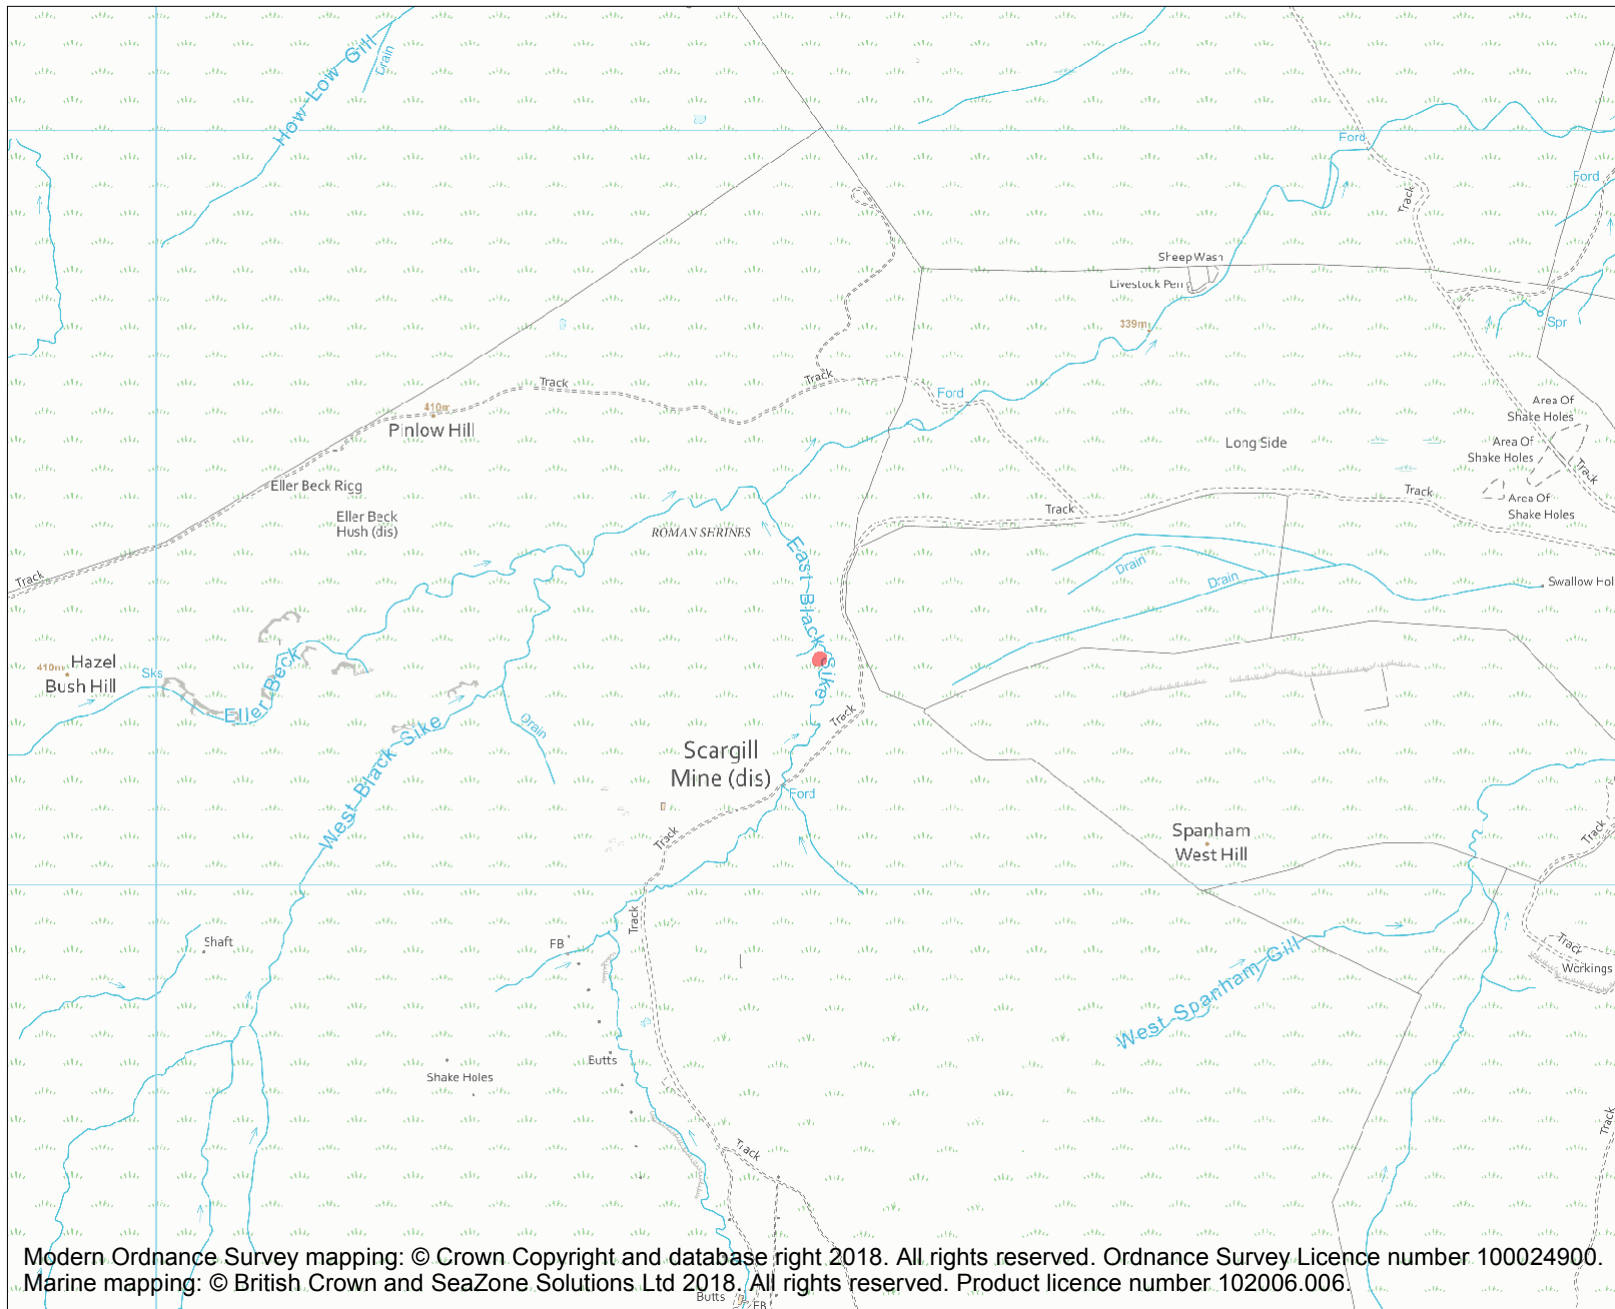 How Low Gill
Drain
Ford
Track
Ford
Sheep Wash
Livestock Pen
339m
Spr
Track
Track
Ford
410m
Pinlow Hill
Area Of
Shake Holes
Long Side
Area Of
Shake Holes
Track
Area Of
Shake Holes
Eller Beck Rigg
Eller Beck
Hush (dis)
Track
Track
ROMAN SHRINES
East Black Sike
Track
Drain
Drain
Swallow Hol
410m
Hazel
Bush Hill
Sks
Eller Beck
West Black Sike
Drain
Track
Scargill
Mine (dis)
Ford
Track
Spanham
West Hill
Track
Track
Shaft
FB
Track
Workings
West Spanham Gill
Butts
Shake Holes
Track
Track
Modern Ordnance Survey mapping: © Crown Copyright and database right 2018. All rights reserved. Ordnance Survey Licence number 100024900.
Marine mapping: © British Crown and SeaZone Solutions Ltd 2018. All rights reserved. Product licence number 102006.006.
Butts
FB